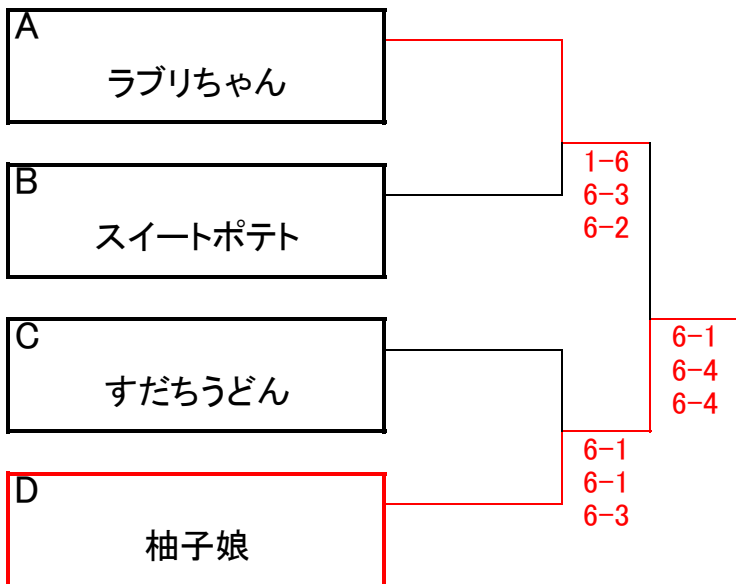 A
ラブリちゃん
B
スイートポテト
1-6
6-3
6-2
C
すだちうどん
6-1
6-4
6-4
D
柚子娘
6-1
6-1
6-3